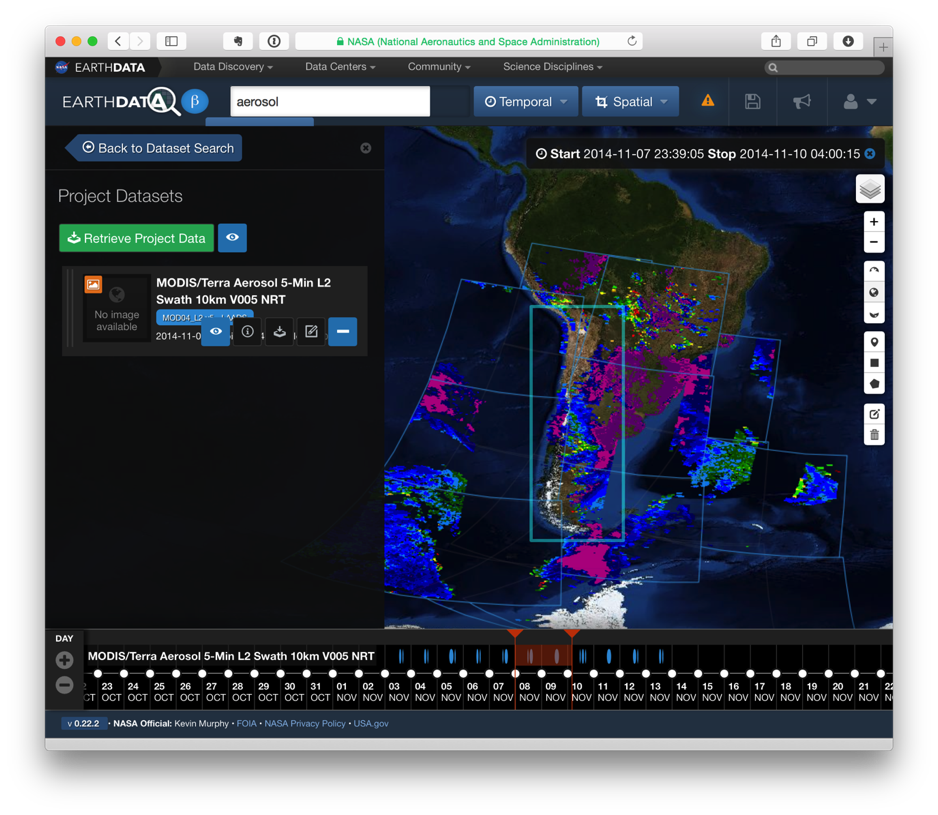 NASA (National Aeronautics and Space Administration)
EARTHDATA
Data Discovery
Data Centers
Community
Science Disciplines
EARTHDATA β
aerosol
Temporal
Spatial
Back to Dataset Search
Start 2014-11-07 23:39:05 Stop 2014-11-10 04:00:15
Project Datasets
Retrieve Project Data
MODIS/Terra Aerosol 5-Min L2
Swath 10km V005 NRT
No image
available
2014-11-0
DAY
MODIS/Terra Aerosol 5-Min L2 Swath 10km V005 NRT
23 24 25 26 27 28 29 30 31 01 02 03 04 05 06 07 08 09 10 11 12 13 14 15 16 17 18 19 20 21 22
OCT OCT OCT OCT OCT OCT OCT OCT OCT NOV NOV NOV NOV NOV NOV NOV NOV NOV NOV NOV NOV NOV NOV NOV NOV NOV NOV NOV NOV NOV
v 0.22.2 • NASA Official: Kevin Murphy • FOIA • NASA Privacy Policy • USA.gov